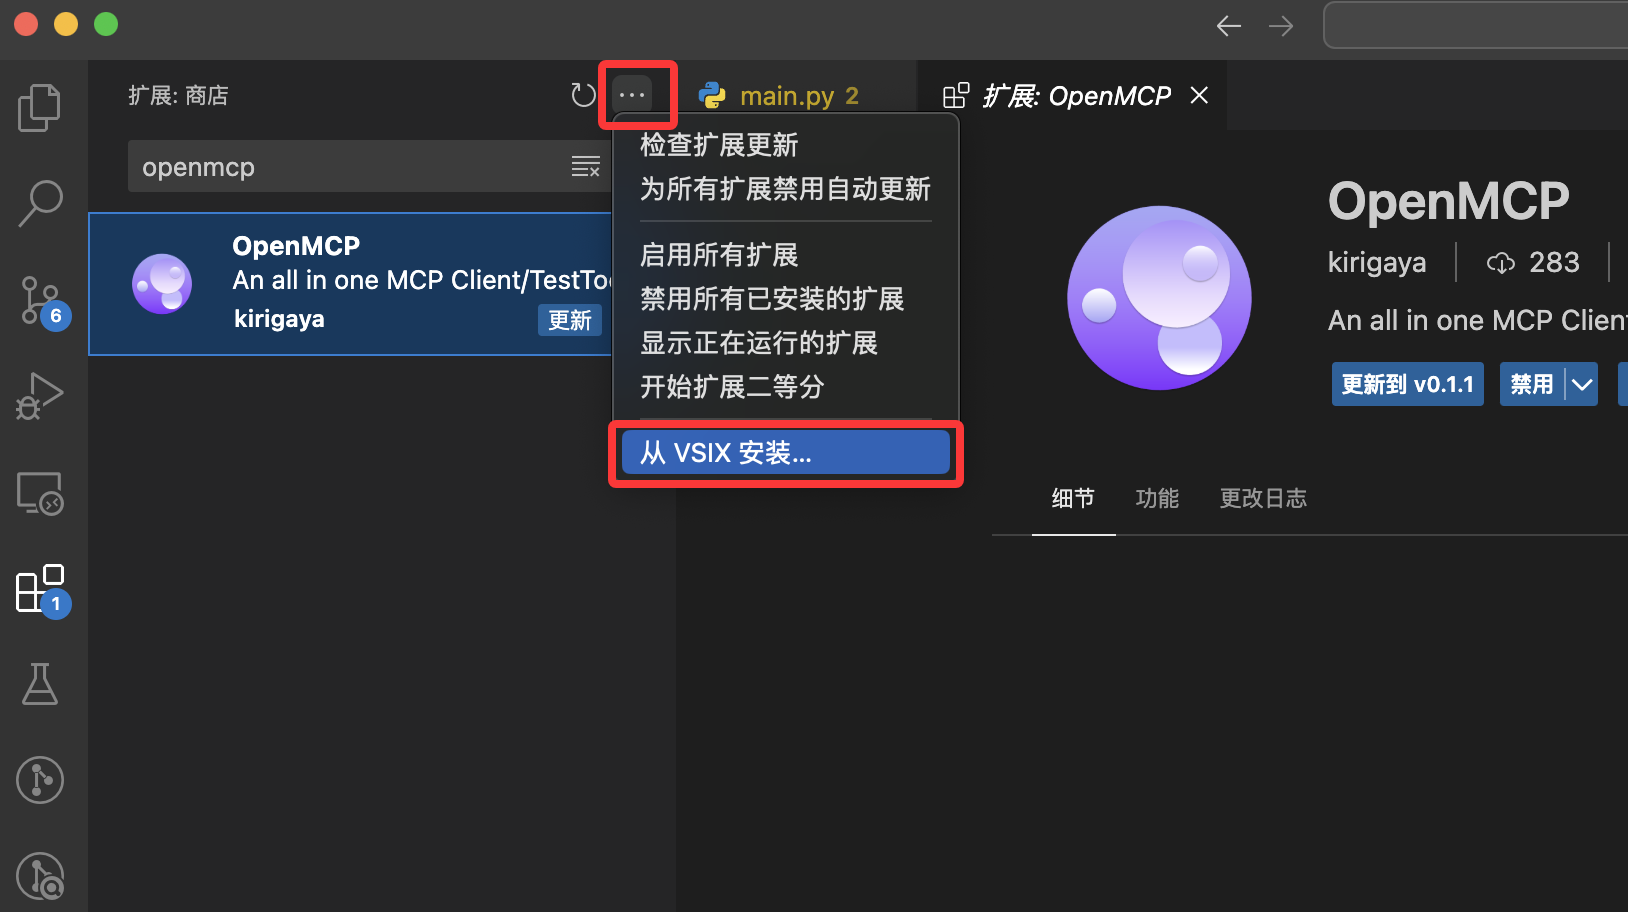 扩展: 商店
main.py 2
扩展: OpenMCP
openmcp
检查扩展更新
为所有扩展禁用自动更新
启用所有扩展
禁用所有已安装的扩展
显示正在运行的扩展
开始扩展二等分
从 VSIX 安装...
OpenMCP
An all in one MCP Client/TestToo
kirigaya
更新
OpenMCP
kirigaya
283
An all in one MCP Client
更新到 v0.1.1
禁用
细节
功能
更改日志
6
1